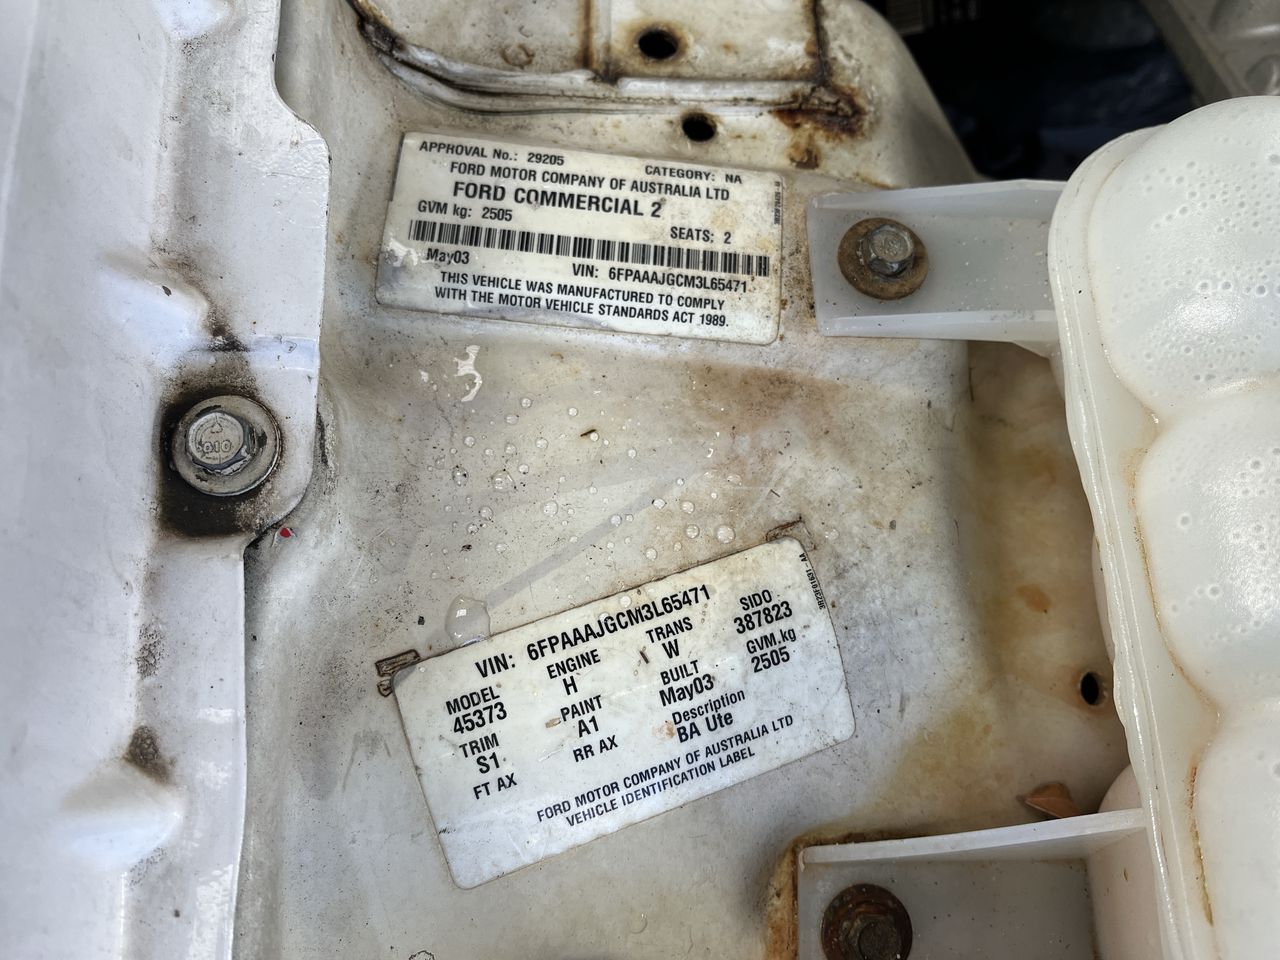 APPROVAL No.: 29205 CATEGORY: NA
FORD MOTOR COMPANY OF AUSTRALIA LTD
FORD COMMERCIAL 2
GVM kg: 2505 SEATS: 2
May03 VIN: 6FPAAAJGCM3L65471
THIS VEHICLE WAS MANUFACTURED TO COMPLY
WITH THE MOTOR VEHICLE STANDARDS ACT 1989.
VIN: 6FPAAAJGCM3L65471
MODEL ENGINE TRANS SIDO
45373 H W 387823
TRIM PAINT BUILT GVM.kg
S1 A1 May03 2505
FT AX RR AX Description
BA Ute
FORD MOTOR COMPANY OF AUSTRALIA LTD
VEHICLE IDENTIFICATION LABEL